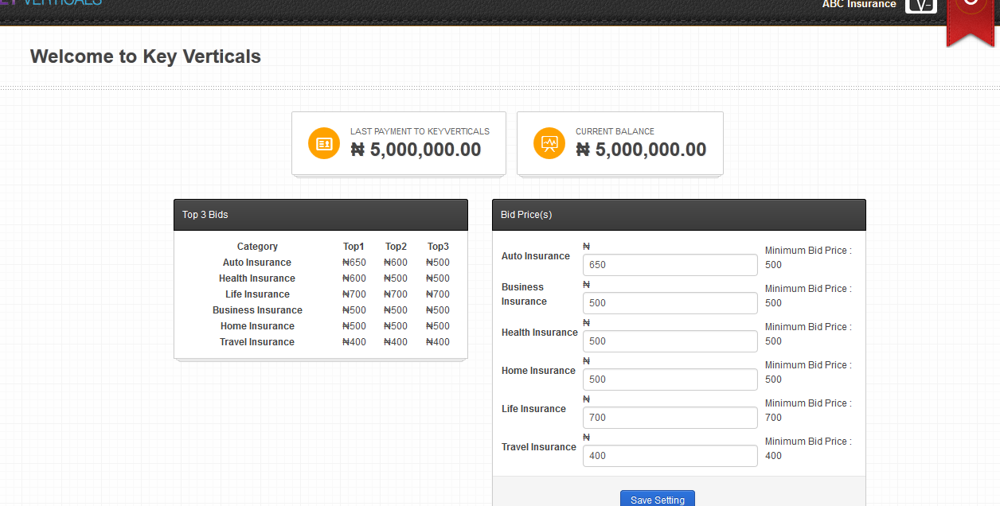 VERTICALS
ABC Insurance
Welcome to Key Verticals
LAST PAYMENT TO KEYVERTICALS
₦ 5,000,000.00
CURRENT BALANCE
₦ 5,000,000.00
Top 3 Bids
Category Top1 Top2 Top3
Auto Insurance ₦650 ₦600 ₦500
Health Insurance ₦600 ₦500 ₦500
Life Insurance ₦700 ₦700 ₦700
Business Insurance ₦500 ₦500 ₦500
Home Insurance ₦500 ₦500 ₦500
Travel Insurance ₦400 ₦400 ₦400
Bid Price(s)
₦
Auto Insurance 650 Minimum Bid Price :
500
₦
Business
Insurance 500 Minimum Bid Price :
500
₦
Health Insurance 500 Minimum Bid Price :
500
₦
Home Insurance 500 Minimum Bid Price :
500
₦
Life Insurance 700 Minimum Bid Price :
700
₦
Travel Insurance 400 Minimum Bid Price :
400
Save Setting